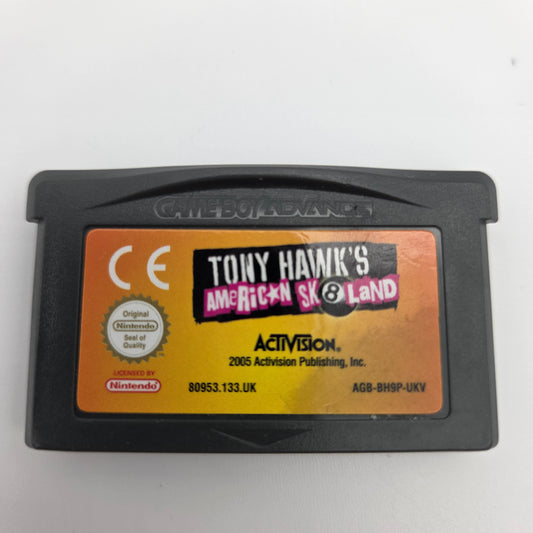 GAME BOY ADVANCE
CE
TONY HAWK'S
AMERiCAN SK8LAND
Original
Nintendo
Seal of
Quality
ACTIVISION.
2005 Activision Publishing, Inc.
LICENSED BY
Nintendo
80953.133.UK
AGB-BH9P-UKV